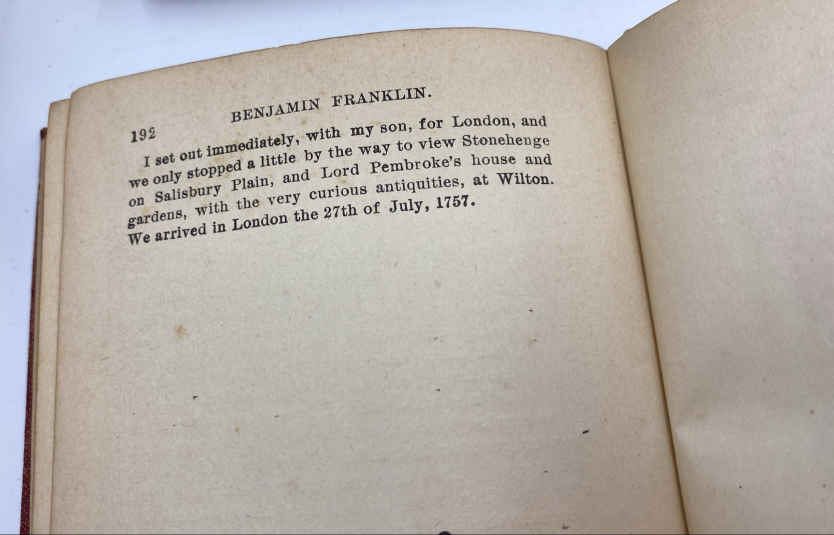 192
BENJAMIN FRANKLIN.
I set out immediately, with my son, for London, and
we only stopped a little by the way to view Stonehenge
on Salisbury Plain, and Lord Pembroke's house and
gardens, with the very curious antiquities, at Wilton.
We arrived in London the 27th of July, 1757.